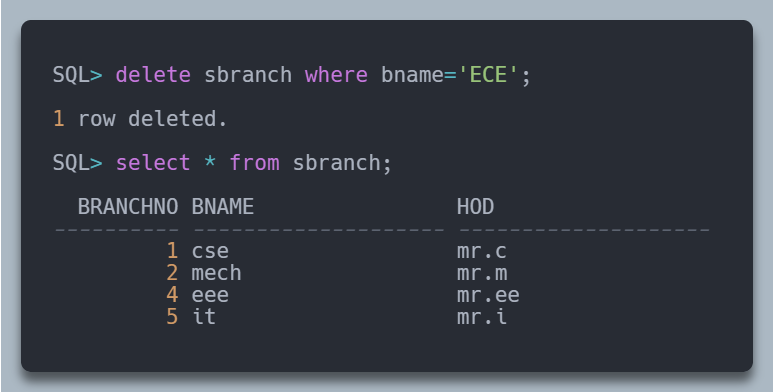 SQL> delete sbranch where bname='ECE';
1 row deleted.
SQL> select * from sbranch;
  BRANCHNO BNAME                HOD
---------- -------------------- --------------------
         1 cse                  mr.c
         2 mech                 mr.m
         4 eee                  mr.ee
         5 it                   mr.i